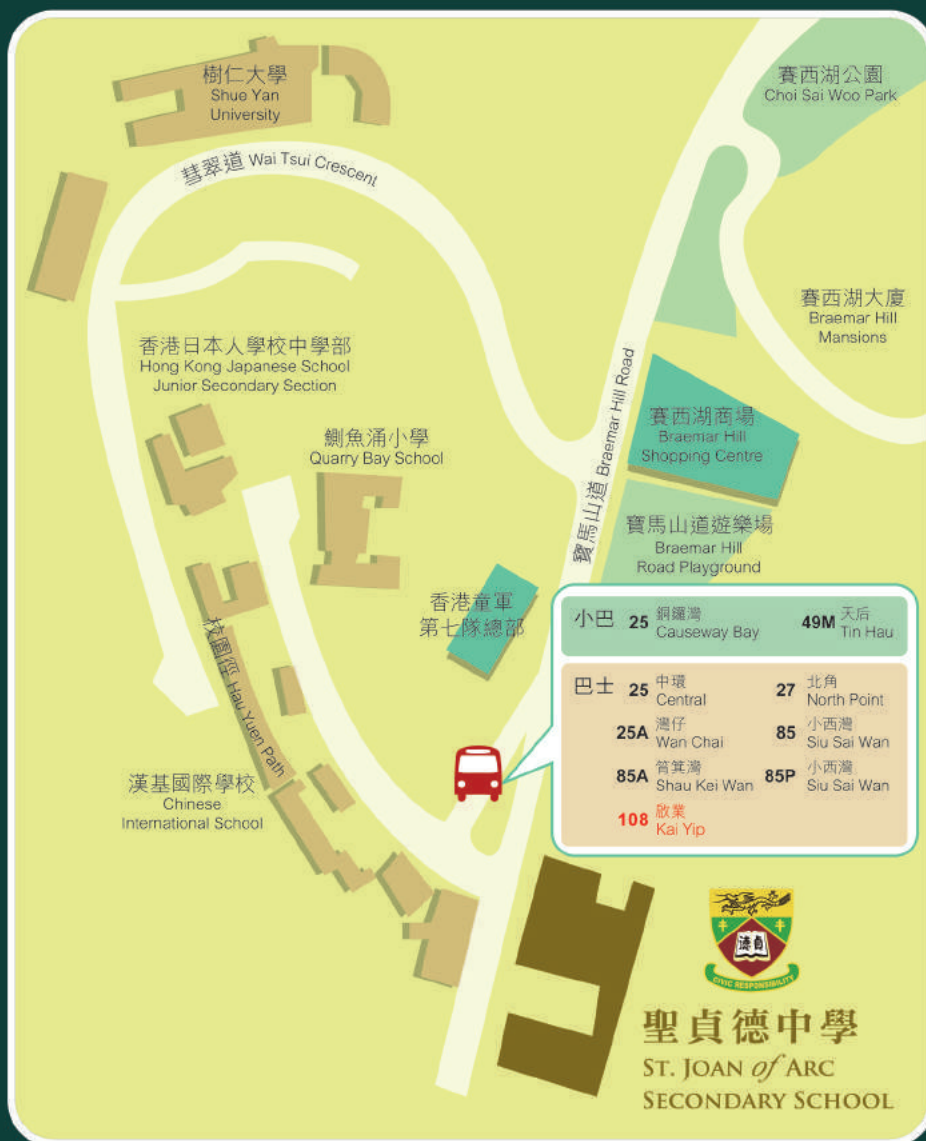 樹仁大學
Shue Yan
University
賽西湖公園
Choi Sai Woo Park
彗翠道 Wai Tsui Crescent
賽西湖大廈
Braemar Hill
Mansions
香港日本人學校中學部
Hong Kong Japanese School
Junior Secondary Section
寶馬山道 Braemar Hill Road
賽西湖商場
Braemar Hill
Shopping Centre
鰂魚涌小學
Quarry Bay School
寶馬山道遊樂場
Braemar Hill
Road Playground
香港童軍
第七隊總部
校園徑 Hau Yuen Path
漢基國際學校
Chinese
International School
小巴 25 銅鑼灣 49M 天后
Causeway Bay Tin Hau
巴士 25 中環 27 北角
Central North Point
25A 灣仔 85 小西灣
Wan Chai Siu Sai Wan
85A 筲箕灣 85P 小西灣
Shau Kei Wan Siu Sai Wan
108 啟業
Kai Yip
德貞
CIVIC RESPONSIBILITY
聖貞德中學
ST. JOAN of ARC
SECONDARY SCHOOL